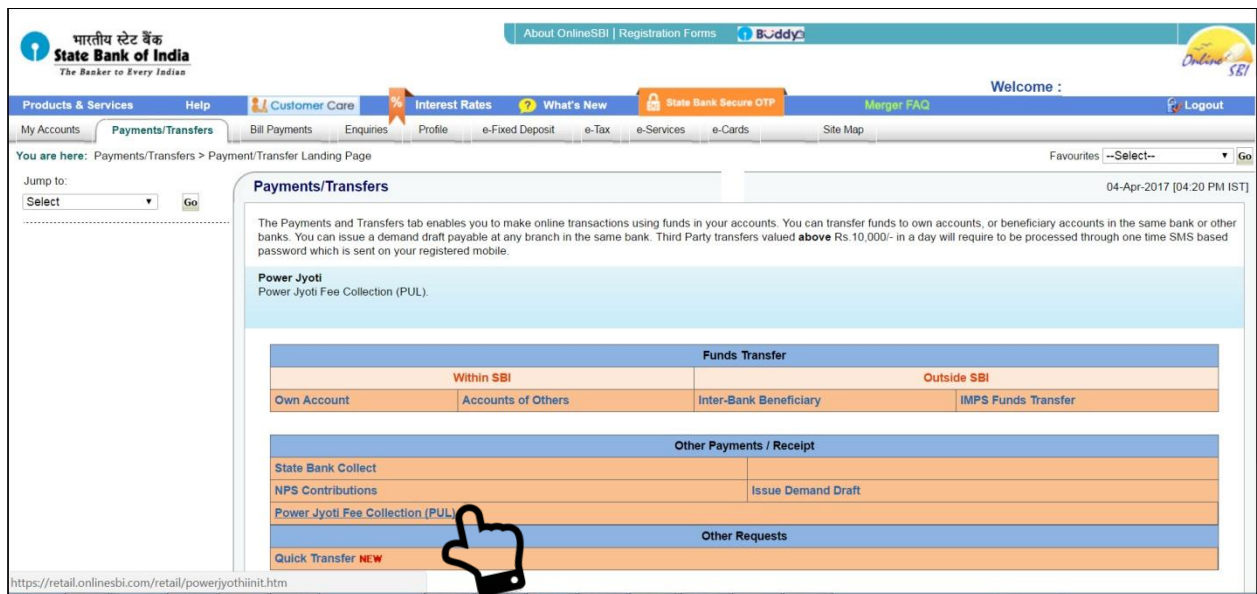 भारतीय स्टेट बैंक
State Bank of India
The Banker to Every Indian
About OnlineSBI | Registration Forms Buddy
Online SBI
Welcome :
Products & Services Help Customer Care % Interest Rates ? What's New State Bank Secure OTP Merger FAQ Logout
My Accounts Payments/Transfers Bill Payments Enquiries Profile e-Fixed Deposit e-Tax e-Services e-Cards Site Map
You are here: Payments/Transfers > Payment/Transfer Landing Page Favourites --Select-- Go
Jump to:
Select Go
Payments/Transfers 04-Apr-2017 [04:20 PM IST]
The Payments and Transfers tab enables you to make online transactions using funds in your accounts. You can transfer funds to own accounts, or beneficiary accounts in the same bank or other
banks. You can issue a demand draft payable at any branch in the same bank. Third Party transfers valued above Rs.10,000/- in a day will require to be processed through one time SMS based
password which is sent on your registered mobile.
Power Jyoti
Power Jyoti Fee Collection (PUL).
Funds Transfer
Within SBI Outside SBI
Own Account Accounts of Others Inter-Bank Beneficiary IMPS Funds Transfer
Other Payments / Receipt
State Bank Collect
NPS Contributions Issue Demand Draft
Power Jyoti Fee Collection (PUL)
Other Requests
Quick Transfer NEW
https://retail.onlinesbi.com/retail/powerjyothiinit.htm